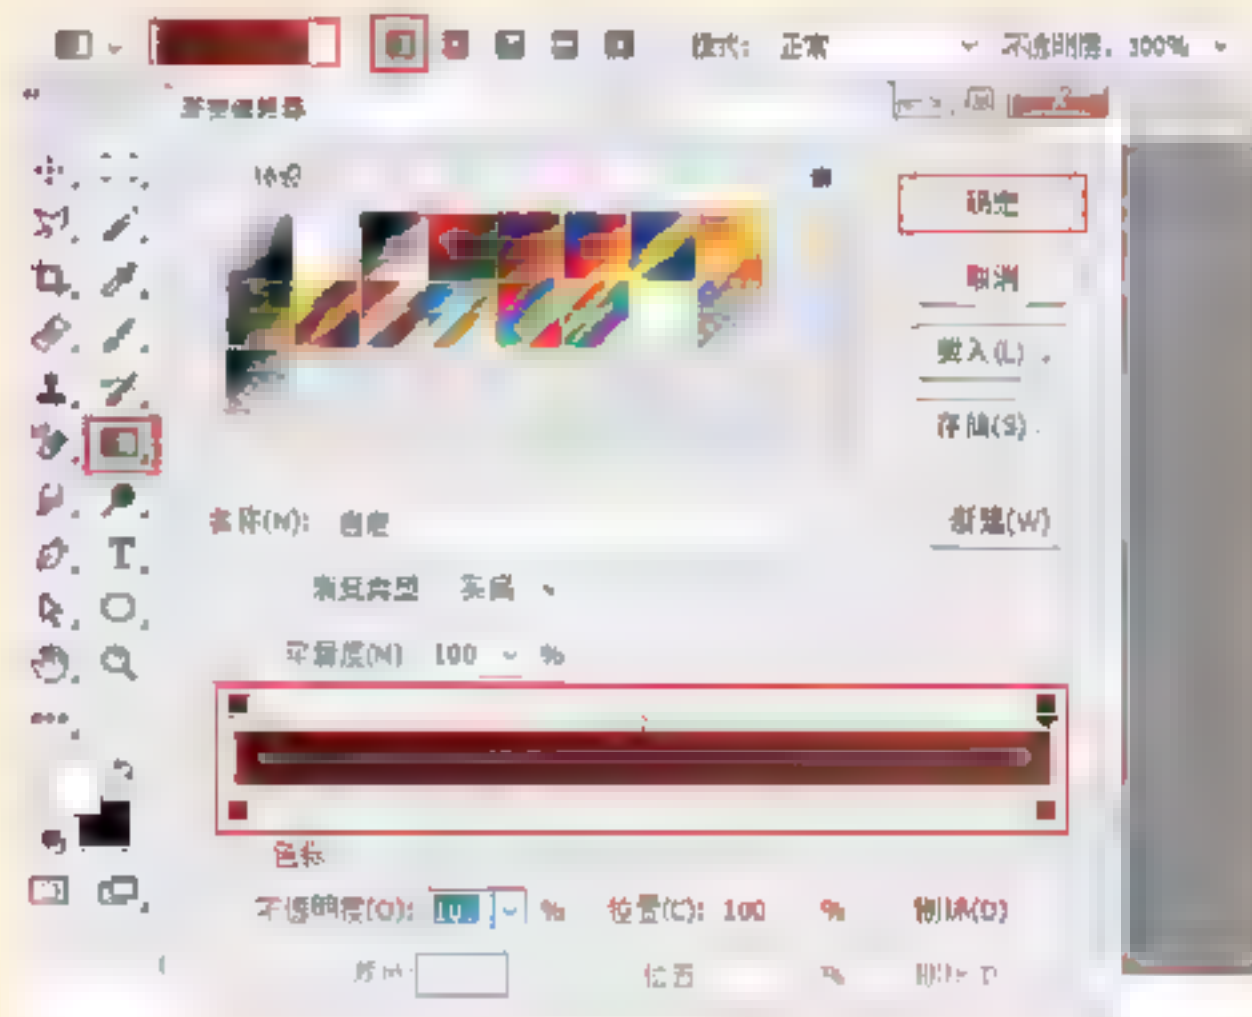 模式： 正常 不透明度： 100%
渐变编辑器
预设
确定
取消
载入(L)
存储(S)
名称(N)： 自定 新建(W)
渐变类型 实底
平滑度(M) 100 %
色标
不透明度(O)： % 位置(C)： 100 % 删除(D)
位置 %